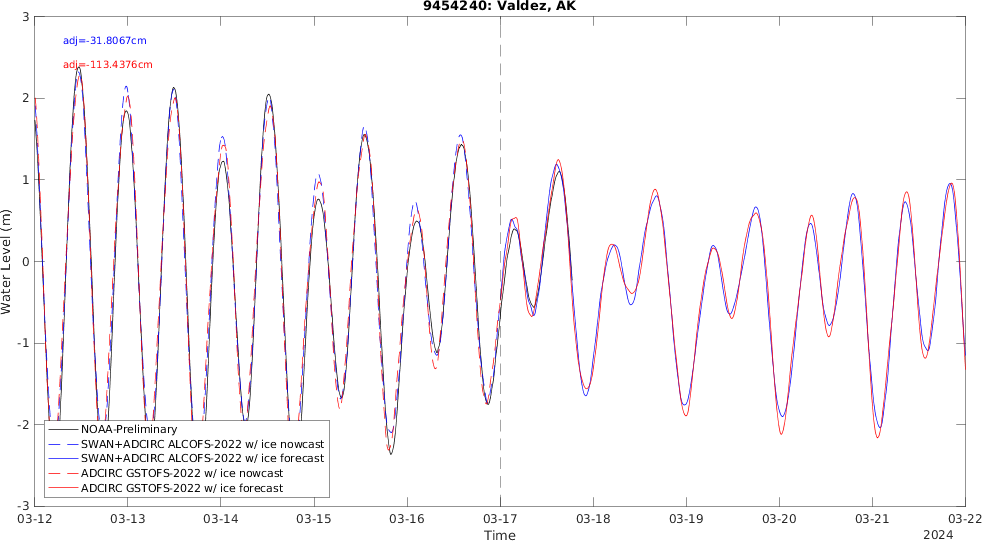 9454240: Valdez, AK
adj=-31.8067cm
adj=-113.4376cm
3
2
1
0
-1
-2
-3
Water Level (m)
NOAA-Preliminary
SWAN+ADCIRC ALCOFS-2022 w/ ice nowcast
SWAN+ADCIRC ALCOFS-2022 w/ ice forecast
ADCIRC GSTOFS-2022 w/ ice nowcast
ADCIRC GSTOFS-2022 w/ ice forecast
03-12 03-13 03-14 03-15 03-16 03-17 03-18 03-19 03-20 03-21 03-22
Time
2024